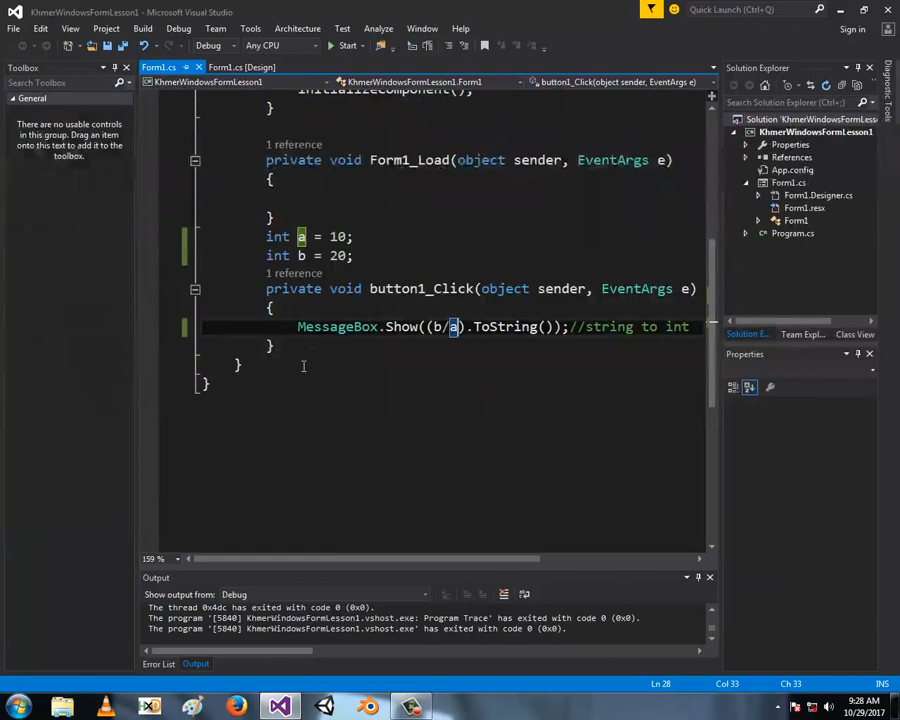 KhmerWindowsFormLesson1 - Microsoft Visual Studio
Quick Launch (Ctrl+Q)
File Edit View Project Build Debug Team Tools Architecture Test Analyze Window Help
Sign in
Debug Any CPU Start
Toolbox
Search Toolbox
General
There are no usable controls
in this group. Drag an item
onto this text to add it to the
toolbox.
Form1.cs Form1.cs [Design]
KhmerWindowsFormLesson1 KhmerWindowsFormLesson1.Form1 button1_Click(object sender, EventArgs e)
InitializeComponent();
}
1 reference
private void Form1_Load(object sender, EventArgs e)
{
}
int a = 10;
int b = 20;
1 reference
private void button1_Click(object sender, EventArgs e)
{
MessageBox.Show((b/a).ToString());//string to int
}
}
}
159 %
Output
Show output from: Debug
The thread 0x4dc has exited with code 0 (0x0).
The program '[5840] KhmerWindowsFormLesson1.vshost.exe: Program Trace' has exited with code 0 (0x0).
The program '[5840] KhmerWindowsFormLesson1.vshost.exe' has exited with code 0 (0x0).
Error List Output
Solution Explorer
Search Solution Explorer (Ctrl+;)
Solution 'KhmerWindowsFormLess
KhmerWindowsFormLesson1
Properties
References
App.config
Form1.cs
Form1.Designer.cs
Form1.resx
Form1
Program.cs
Solution E... Team Expl... Class View
Properties
Diagnostic Tools
Ln 28 Col 33 Ch 33 INS
9:28 AM
10/29/2017